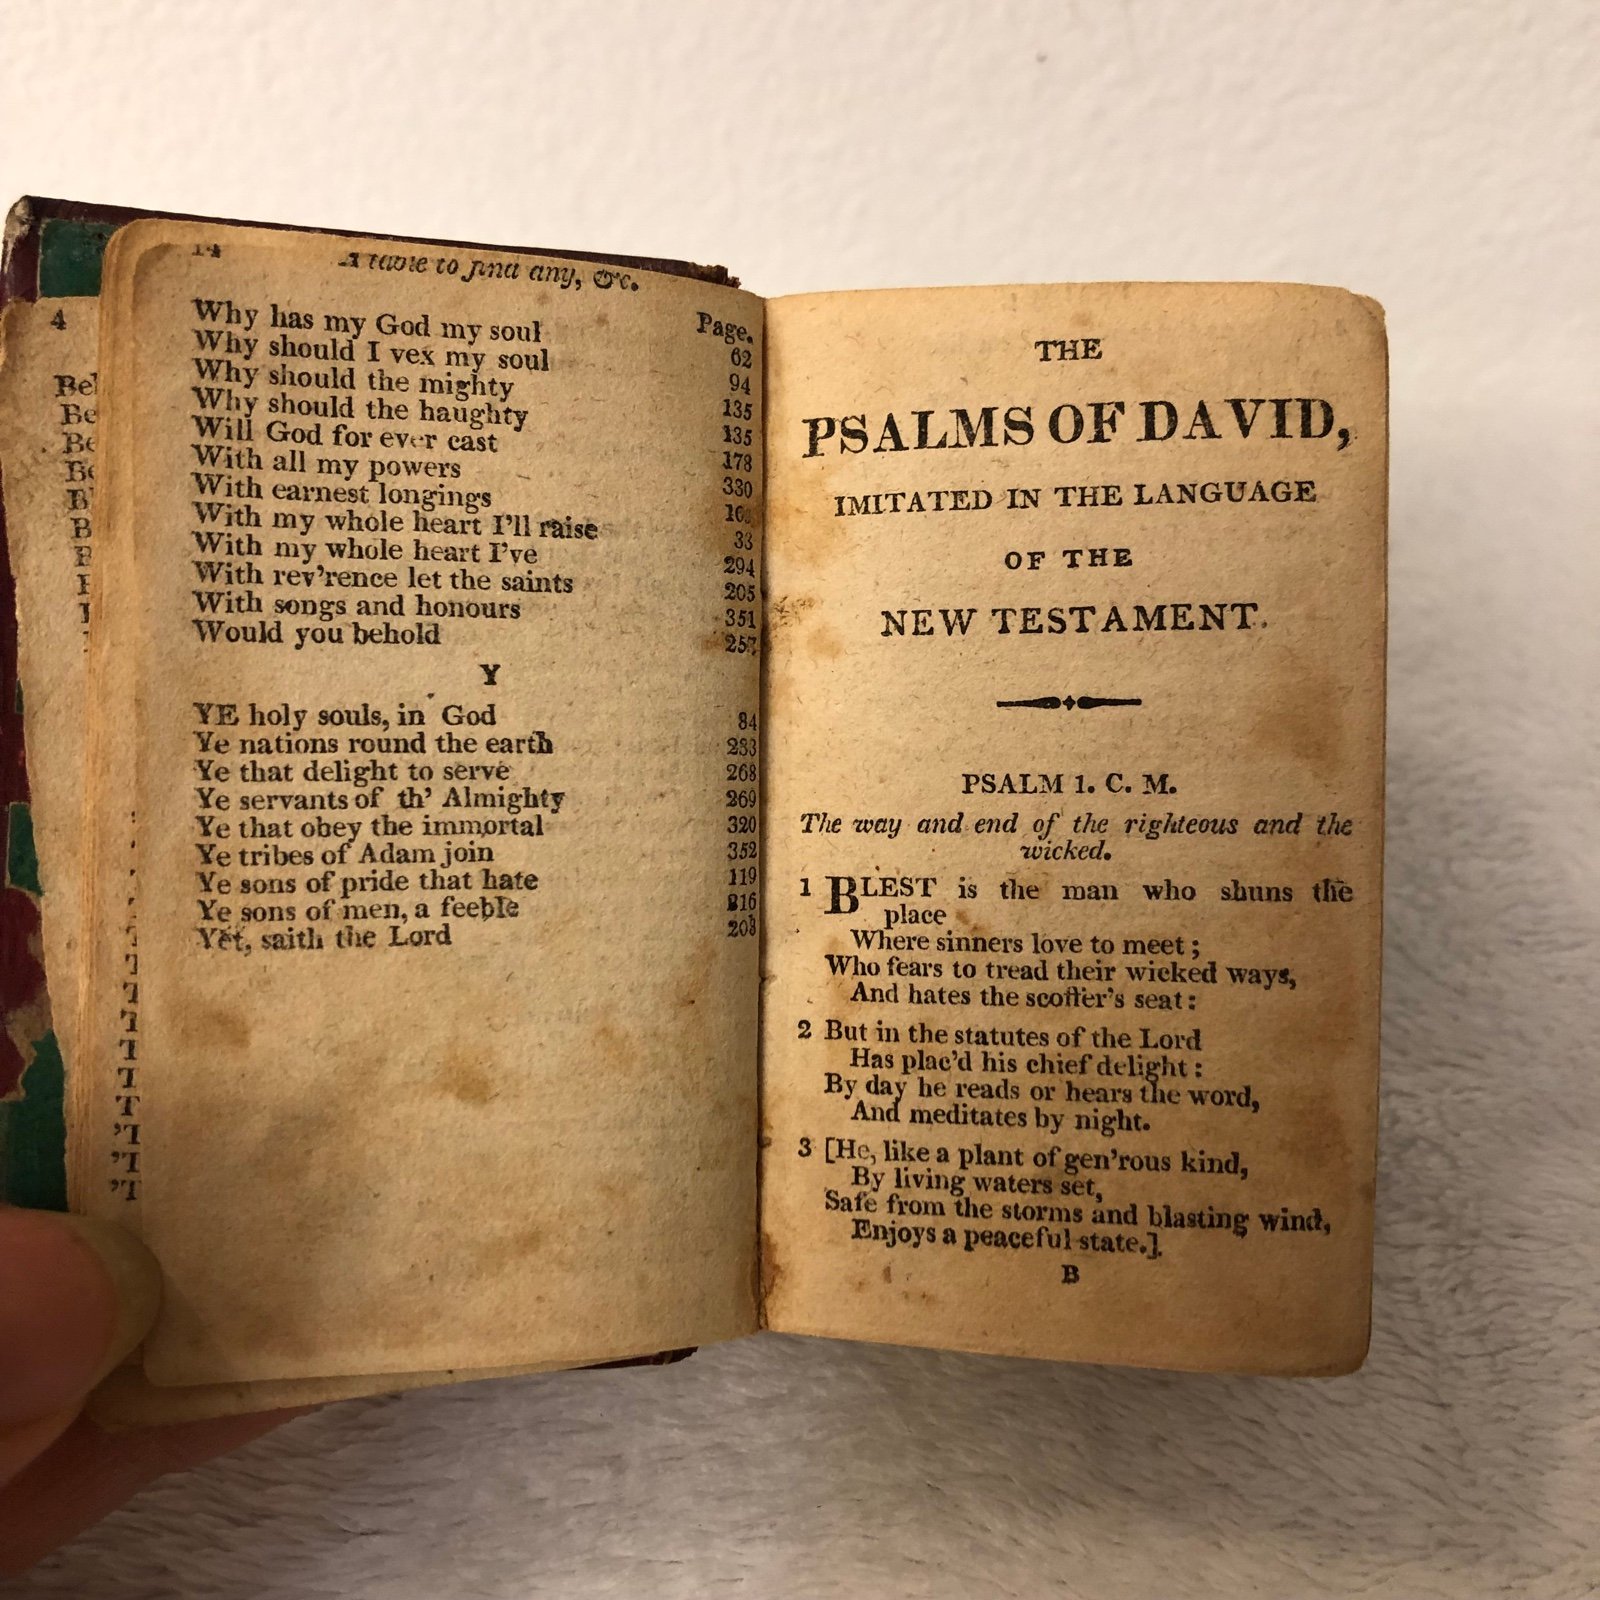 4
14
A table to find any, &c.
Page.
Why has my God my soul 62
Why should I vex my soul 94
Why should the mighty 135
Why should the haughty 135
Will God for ever cast 178
With all my powers 330
With earnest longings
With my whole heart I'll raise 33
With my whole heart I've 294
With rev'rence let the saints 205
With songs and honours 351
Would you behold 257
Y
YE holy souls, in God 84
Ye nations round the earth 233
Ye that delight to serve 268
Ye servants of th' Almighty 269
Ye that obey the immortal 320
Ye tribes of Adam join 352
Ye sons of pride that hate 119
Ye sons of men, a feeble 216
Yet, saith the Lord 208
THE
PSALMS OF DAVID,
IMITATED IN THE LANGUAGE
OF THE
NEW TESTAMENT.
PSALM 1. C. M.
The way and end of the righteous and the
wicked.
1 BLEST is the man who shuns the
place
Where sinners love to meet;
Who fears to tread their wicked ways,
And hates the scoffer's seat:
2 But in the statutes of the Lord
Has plac'd his chief delight:
By day he reads or hears the word,
And meditates by night.
3 [He, like a plant of gen'rous kind,
By living waters set,
Safe from the storms and blasting wind,
Enjoys a peaceful state.]
B